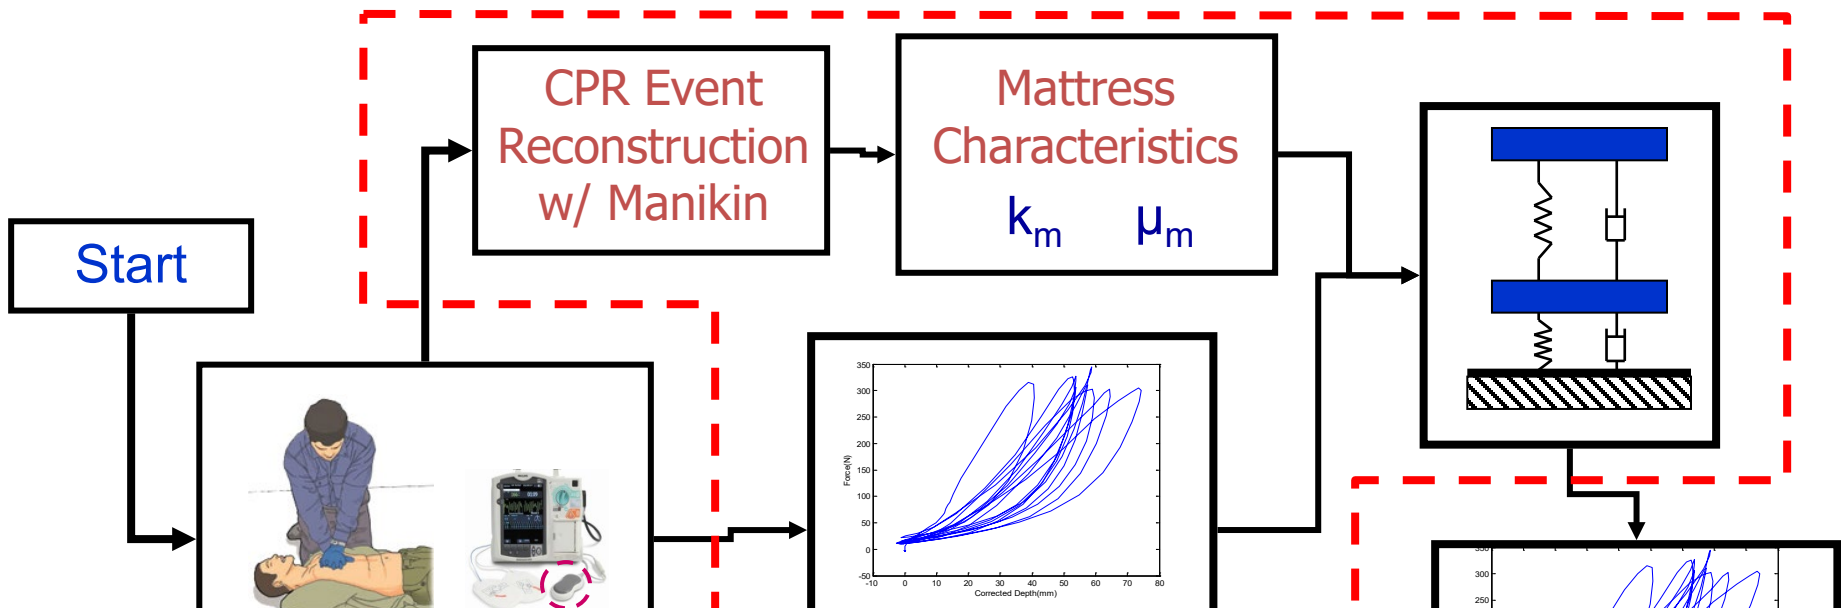 CPR Event
Reconstruction
w/ Manikin
Mattress
Characteristics
km μm
Start
350
300
250
200
150
100
50
0
-50
-10 0 10 20 30 40 50 60 70 80
Force(N)
Corrected Depth(mm)
350
300
250